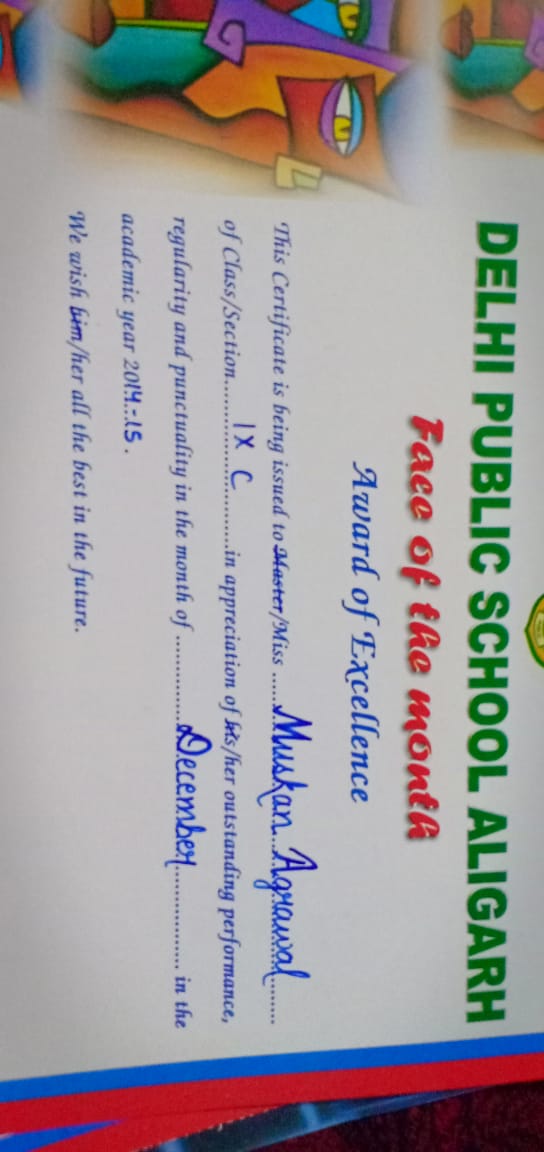 DELHI PUBLIC SCHOOL ALIGARH
Face of the month
Award of Excellence
This Certificate is being issued to Master/Miss ......Muskan Agrawal........
of Class/Section............IX C............in appreciation of his/her outstanding performance,
regularity and punctuality in the month of ..............December................. in the
academic year 2014-15.
We wish him/her all the best in the future.